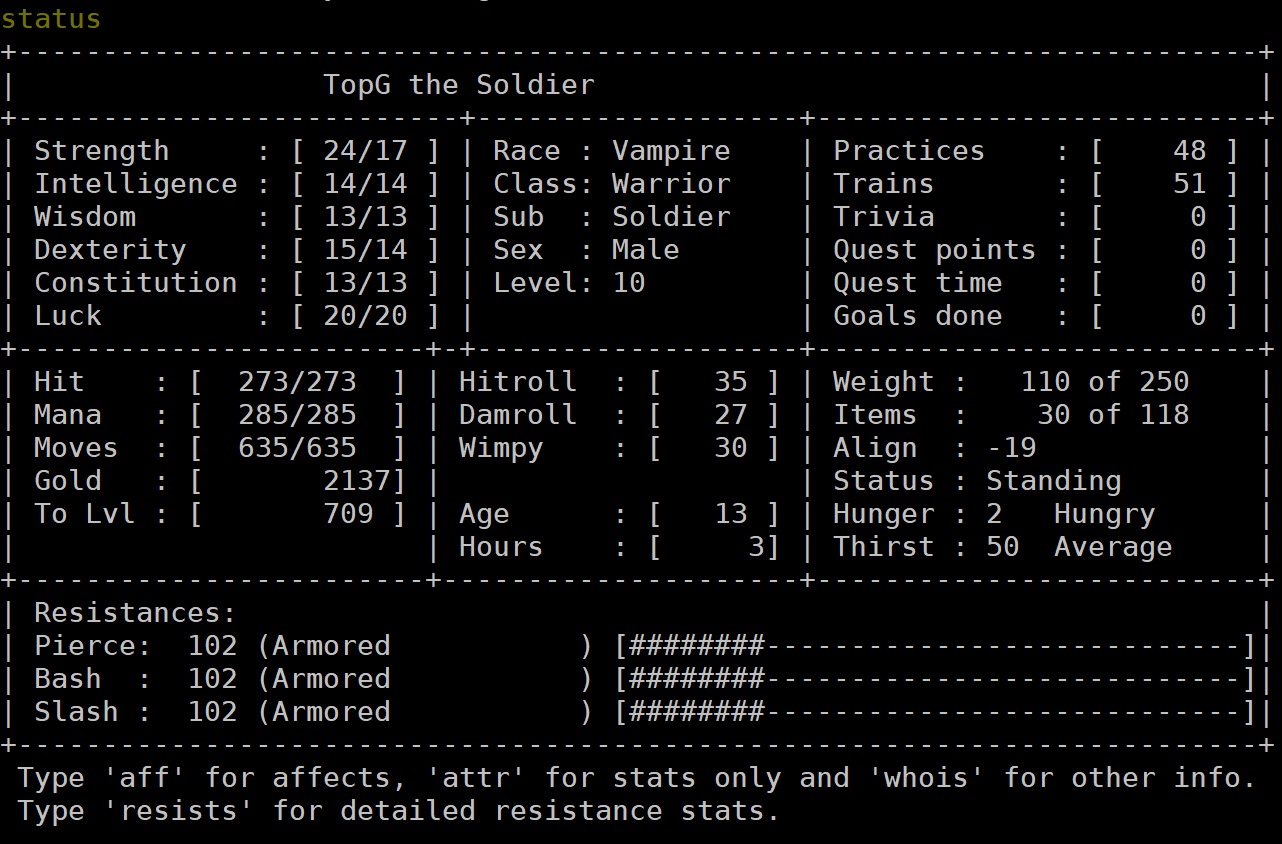 status
+-------------------------------------------------------------------------+
|                  TopG the Soldier                                       |
+--------------------------+-------------------+--------------------------+
| Strength     : [ 24/17 ] | Race : Vampire    | Practices    : [    48 ] |
| Intelligence : [ 14/14 ] | Class: Warrior    | Trains       : [    51 ] |
| Wisdom       : [ 13/13 ] | Sub  : Soldier    | Trivia       : [     0 ] |
| Dexterity    : [ 15/14 ] | Sex  : Male       | Quest points : [     0 ] |
| Constitution : [ 13/13 ] | Level: 10         | Quest time   : [     0 ] |
| Luck         : [ 20/20 ] |                   | Goals done   : [     0 ] |
+------------------------+-+-------------------+--------------------------+
| Hit    : [  273/273  ] | Hitroll  : [   35 ] | Weight :   110 of 250    |
| Mana   : [  285/285  ] | Damroll  : [   27 ] | Items  :    30 of 118    |
| Moves  : [  635/635  ] | Wimpy    : [   30 ] | Align  : -19             |
| Gold   : [       2137] |                     | Status : Standing        |
| To Lvl : [       709 ] | Age      : [   13 ] | Hunger : 2   Hungry      |
|                        | Hours    : [     3] | Thirst : 50  Average     |
+------------------------+---------------------+--------------------------+
| Resistances:                                                            |
| Pierce:  102 (Armored           ) [########----------------------------]|
| Bash  :  102 (Armored           ) [########----------------------------]|
| Slash :  102 (Armored           ) [########----------------------------]|
+-------------------------------------------------------------------------+
 Type 'aff' for affects, 'attr' for stats only and 'whois' for other info.
 Type 'resists' for detailed resistance stats.